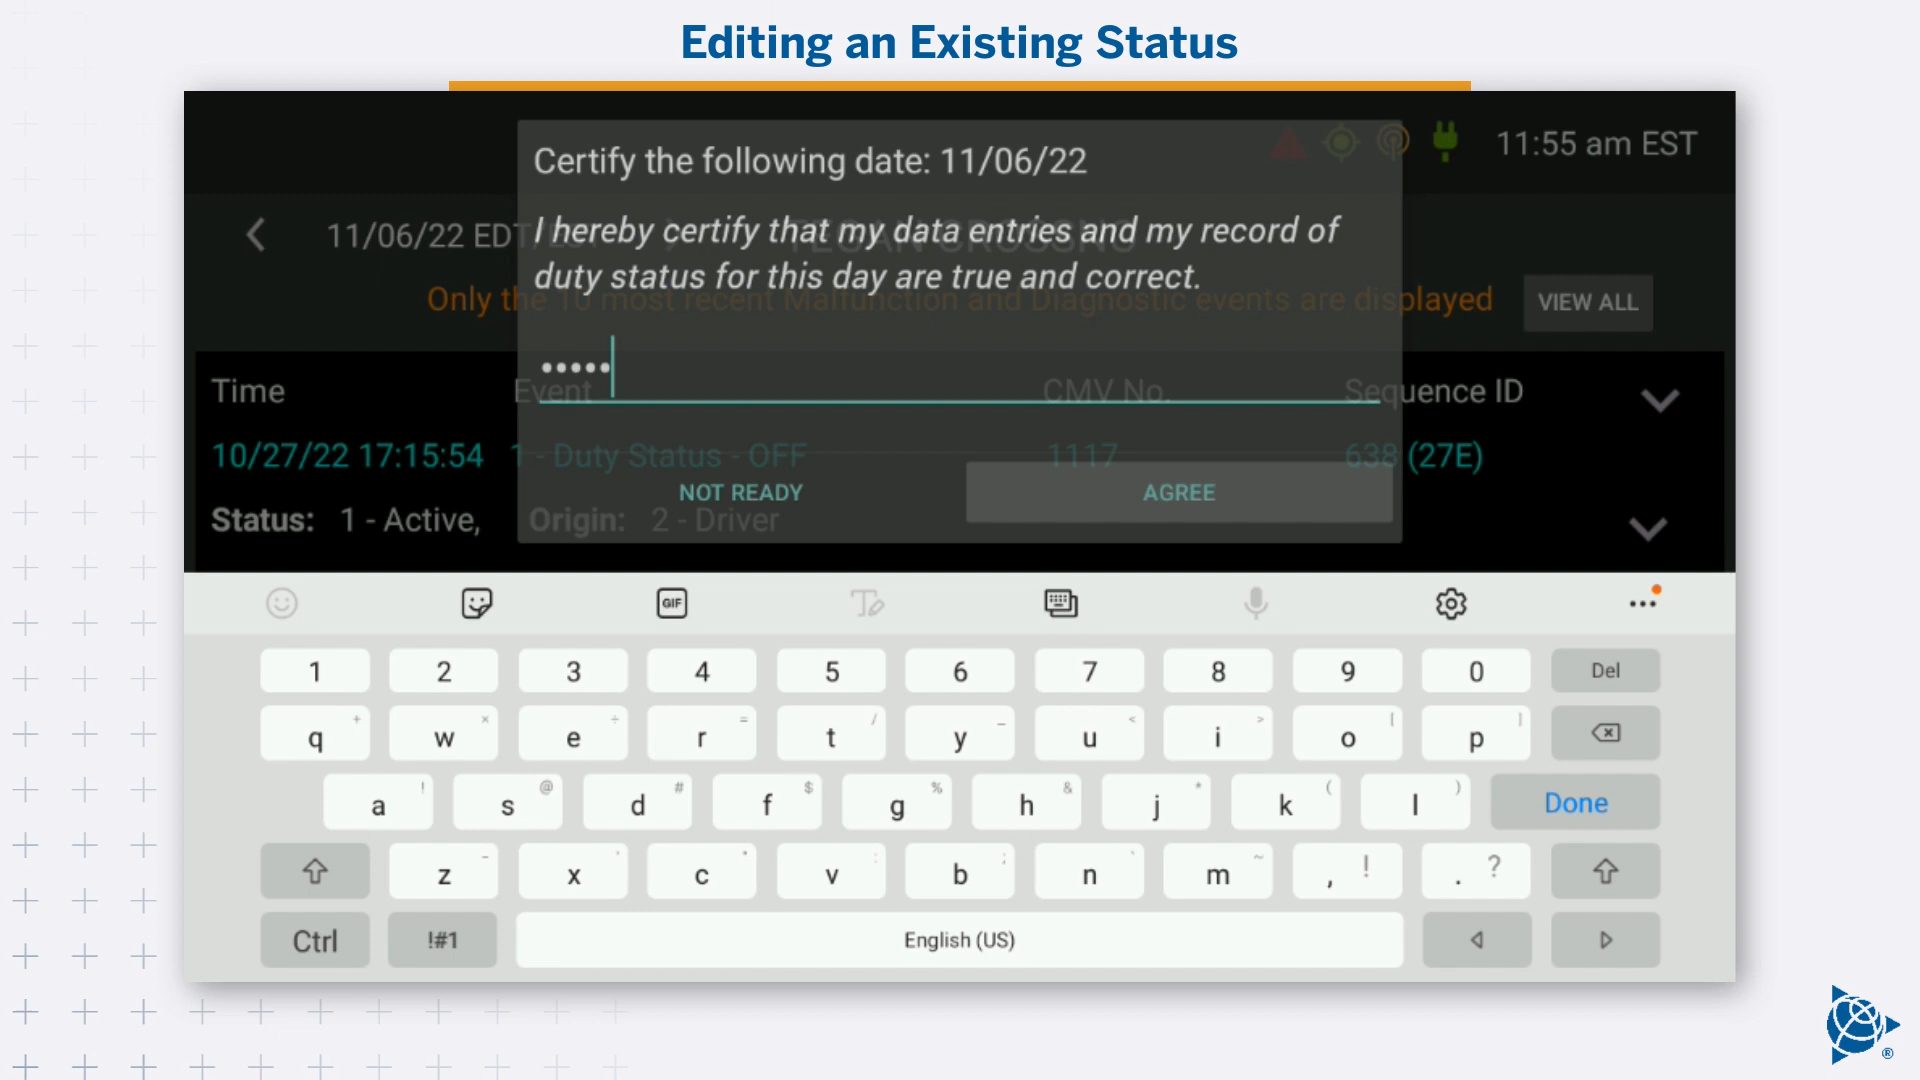 Editing an Existing Status
11:55 am EST
Certify the following date: 11/06/22
11/06/22 EDT
I hereby certify that my data entries and my record of
duty status for this day are true and correct.
Only the 10 most recent Malfunction and Diagnostic events are displayed
VIEW ALL
•••••
Time Event CMV No. Sequence ID
10/27/22 17:15:54 1 - Duty Status - OFF 1117 638 (27E)
NOT READY AGREE
Status: 1 - Active, Origin: 2 - Driver
GIF
1 2 3 4 5 6 7 8 9 0 Del
q + w × e ÷ r = t / y _ u < i > o [ p ]
a ! s @ d # f $ g % h & j * k ( l ) Done
z - x ' c " v : b ; n ` m ~ , ! . ?
Ctrl !#1 English (US)
®